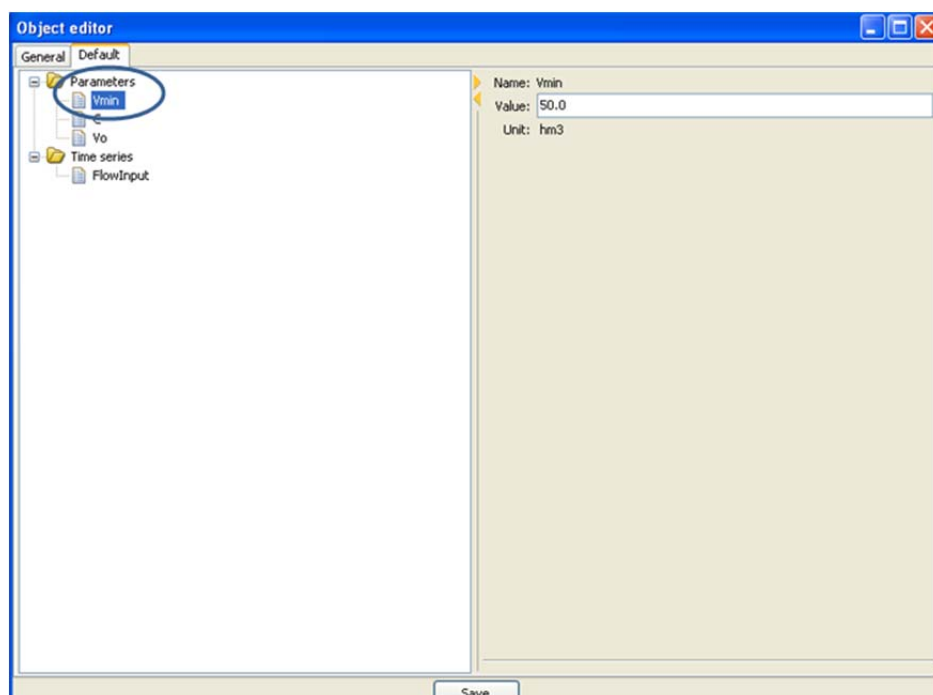 Object editor
General Default
Parameters
Vmin
C
Vo
Time series
FlowInput
Name: Vmin
Value: 50.0
Unit: hm3
Save